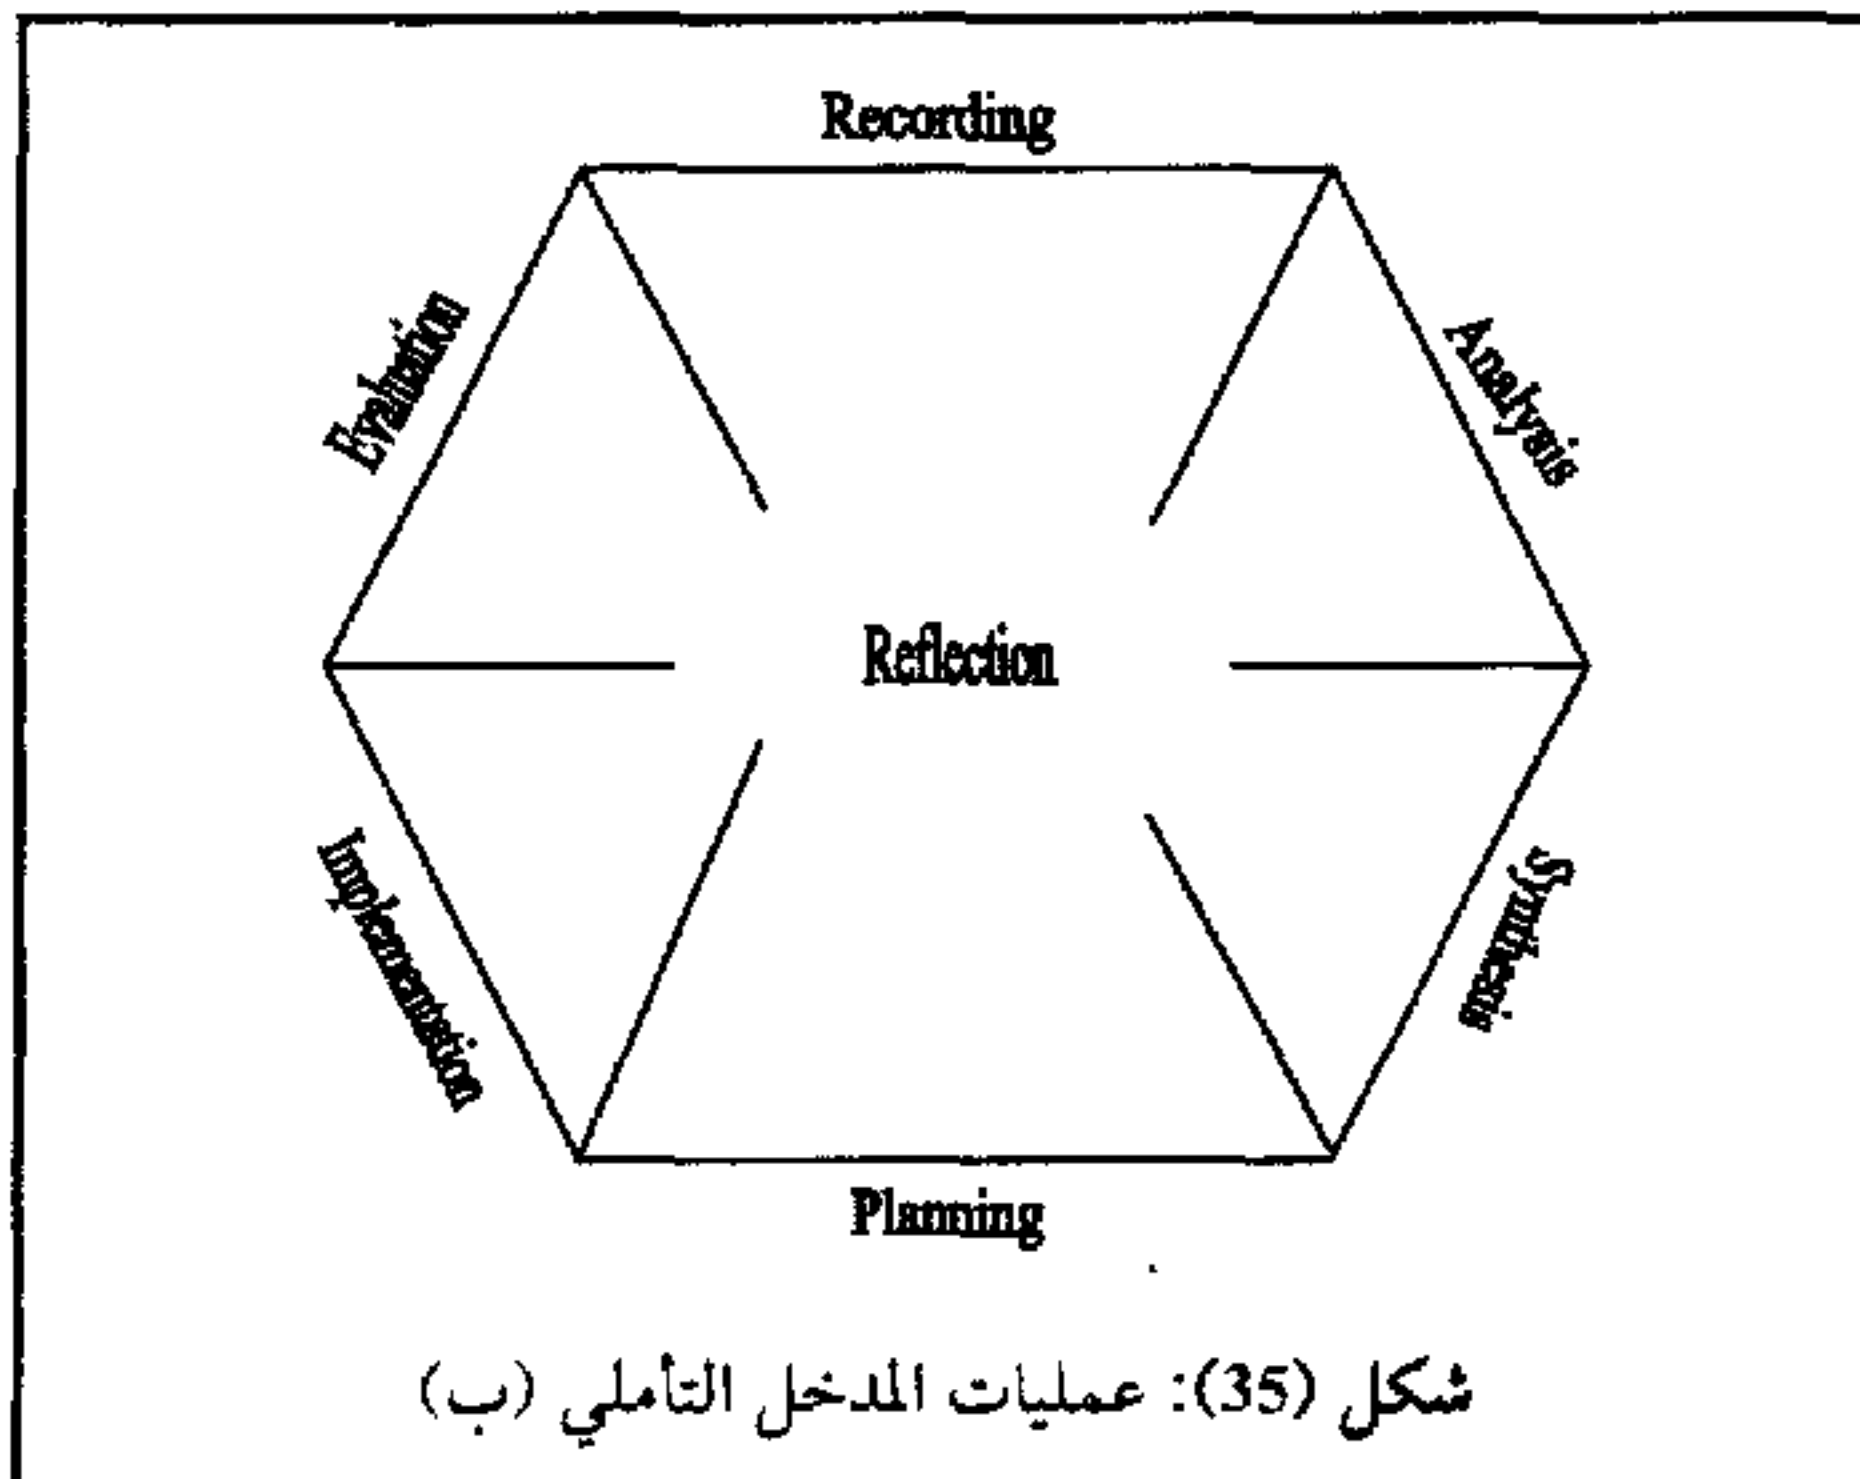 Recording
Evaluation
Analysis
Reflection
Implementation
Synthesis
Planning
شكل (35): عمليات المدخل التأملي (ب)